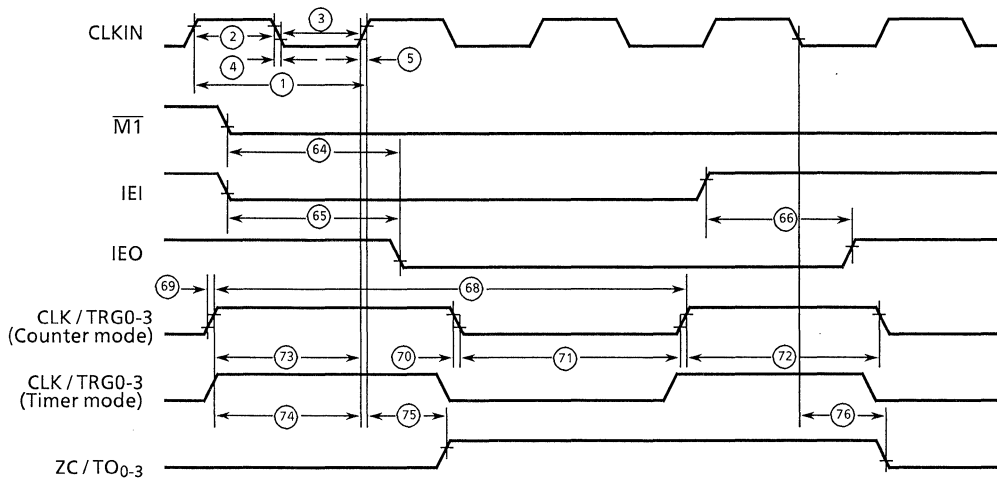 CLKIN
2
3
4
1
5
M1
64
IEI
65
66
IEO
69
68
CLK / TRG0-3
(Counter mode)
73
70
71
72
CLK / TRG0-3
(Timer mode)
74
75
76
ZC / TO0-3